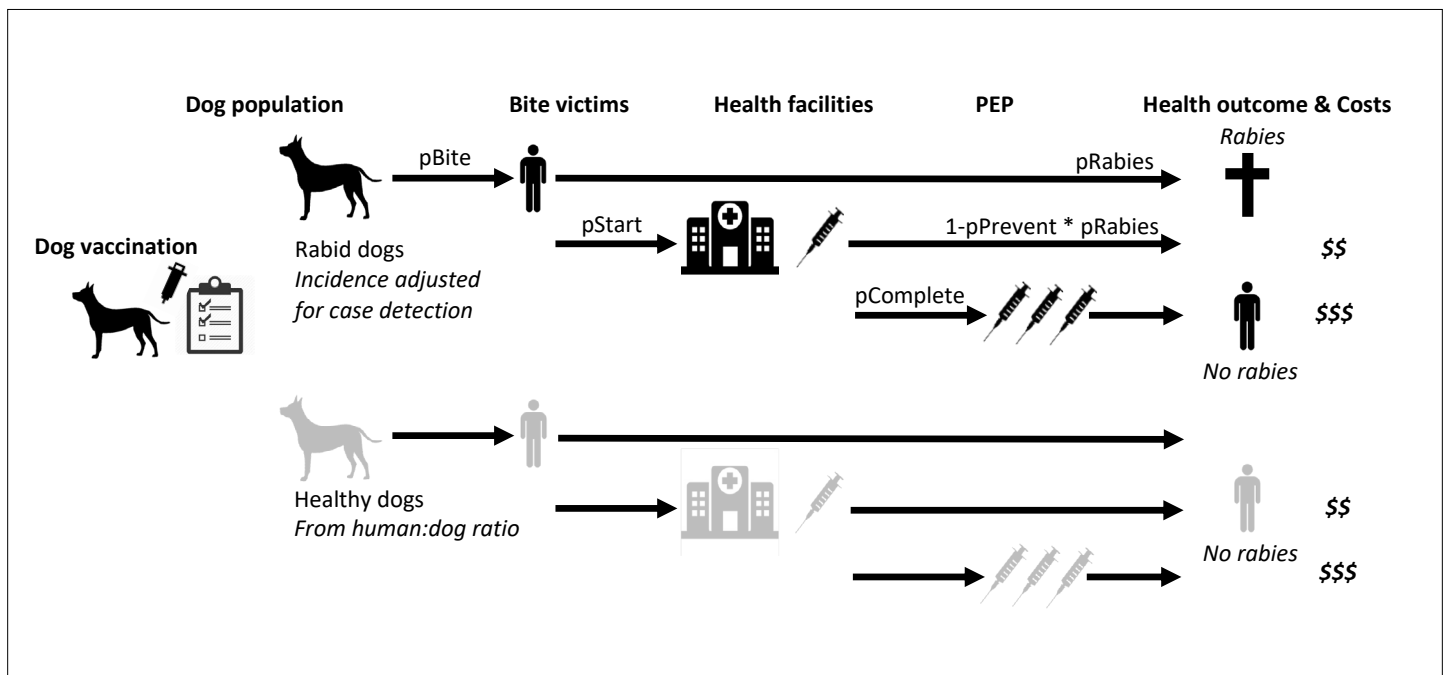 Dog population Bite victims Health facilities PEP Health outcome & Costs
Rabies
pBite pRabies
pStart 1-pPrevent * pRabies
Dog vaccination
Rabid dogs
Incidence adjusted
for case detection
$$
pComplete
$$$
No rabies
Healthy dogs
From human:dog ratio
$$
No rabies
$$$